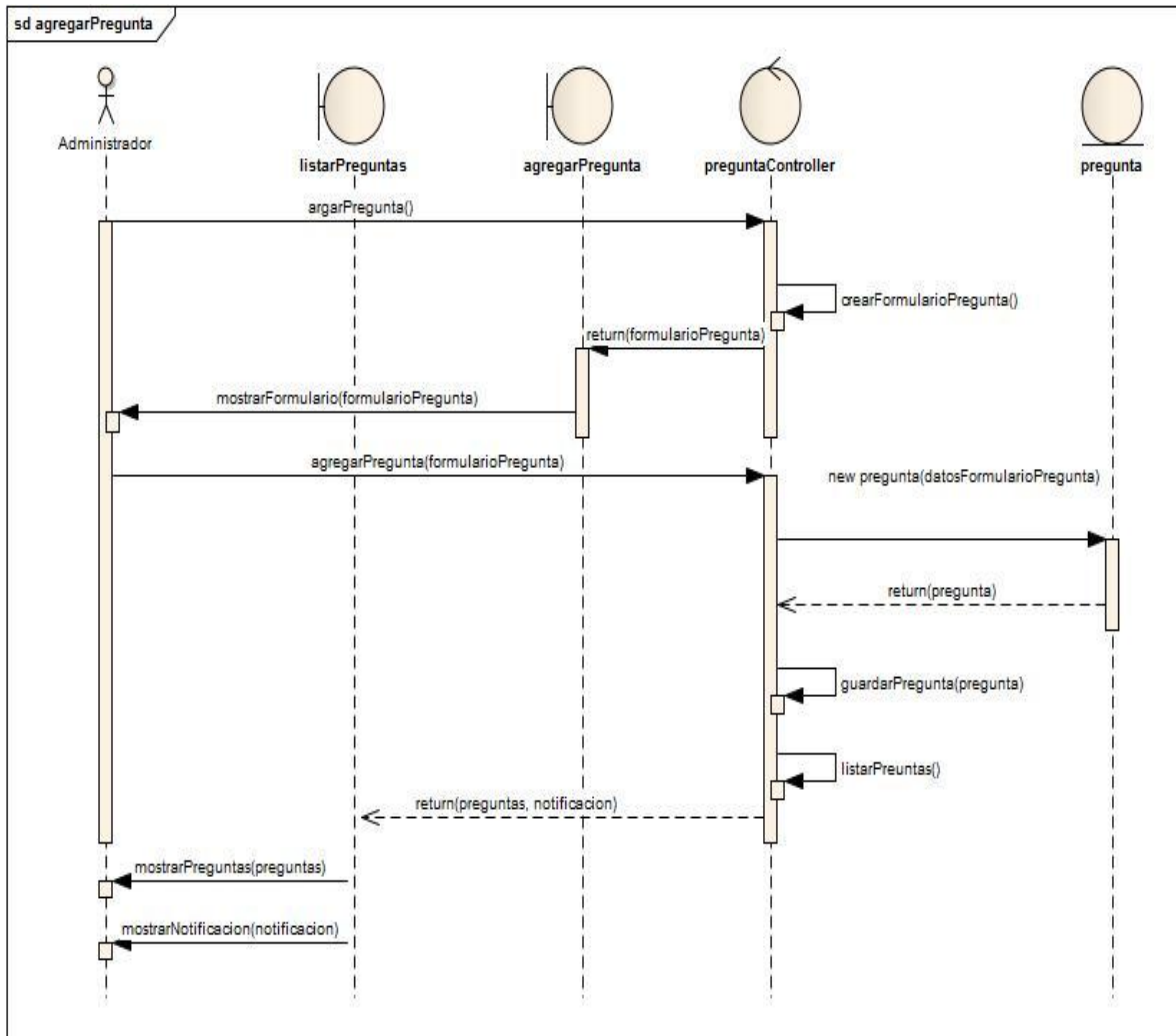 sd agregarPregunta
Administrador
listarPreguntas
agregarPregunta
preguntaController
pregunta
argarPregunta()
crearFormularioPregunta()
return(formularioPregunta)
mostrarFormulario(formularioPregunta)
agregarPregunta(formularioPregunta)
new pregunta(datosFormularioPregunta)
return(pregunta)
guardarPregunta(pregunta)
listarPreuntas()
return(preguntas, notificacion)
mostrarPreguntas(preguntas)
mostrarNotificacion(notificacion)